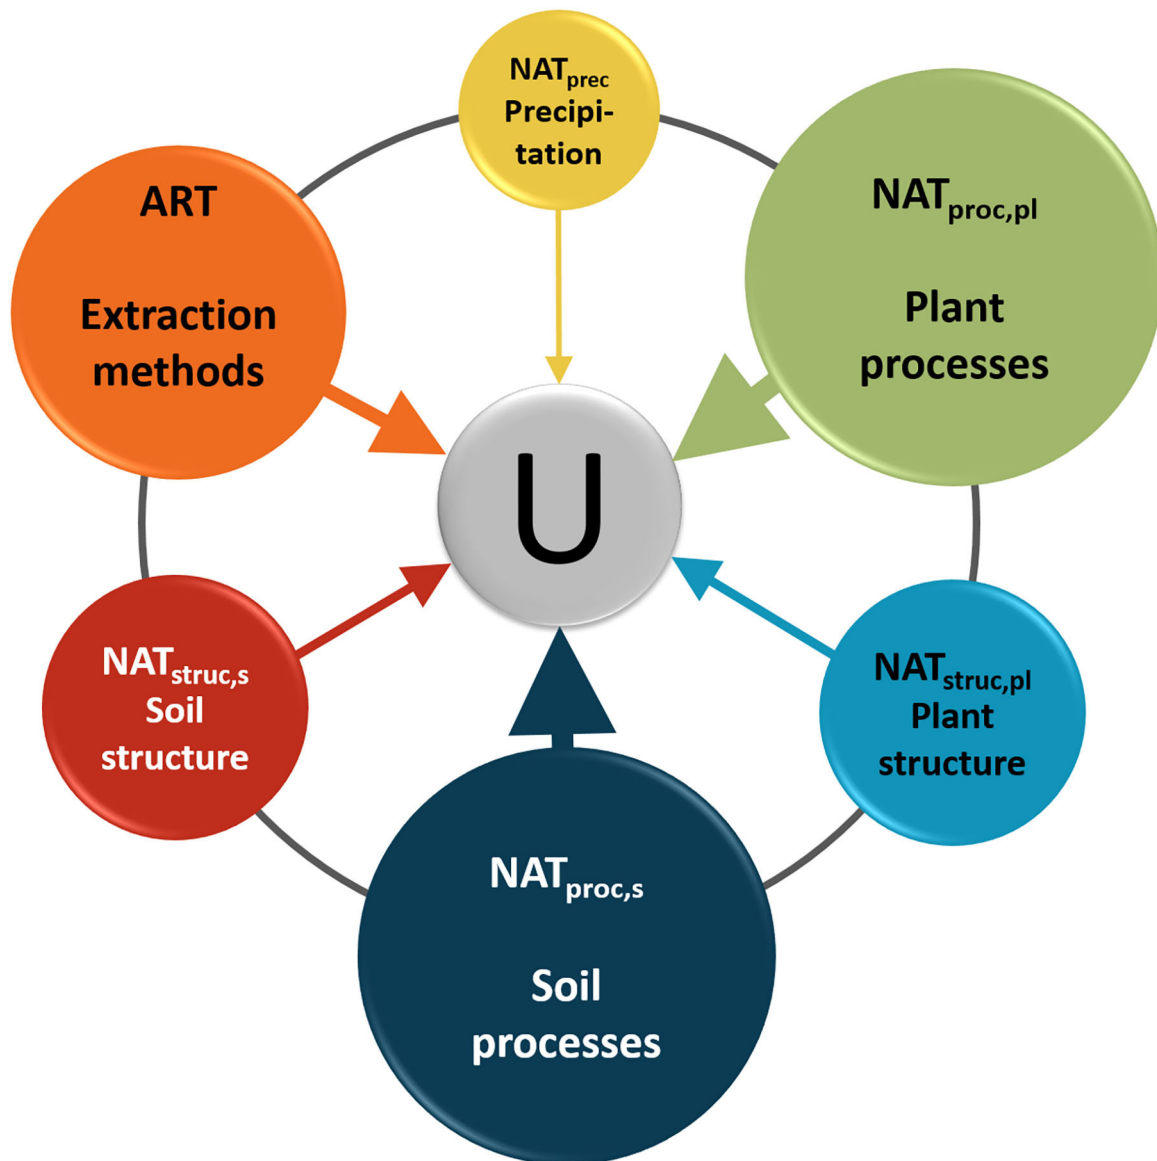 NATprec
Precipi-
tation
ART
Extraction
methods
NATproc,pl
Plant
processes
U
NATstruc,s
Soil
structure
NATstruc,pl
Plant
structure
NATproc,s
Soil
processes